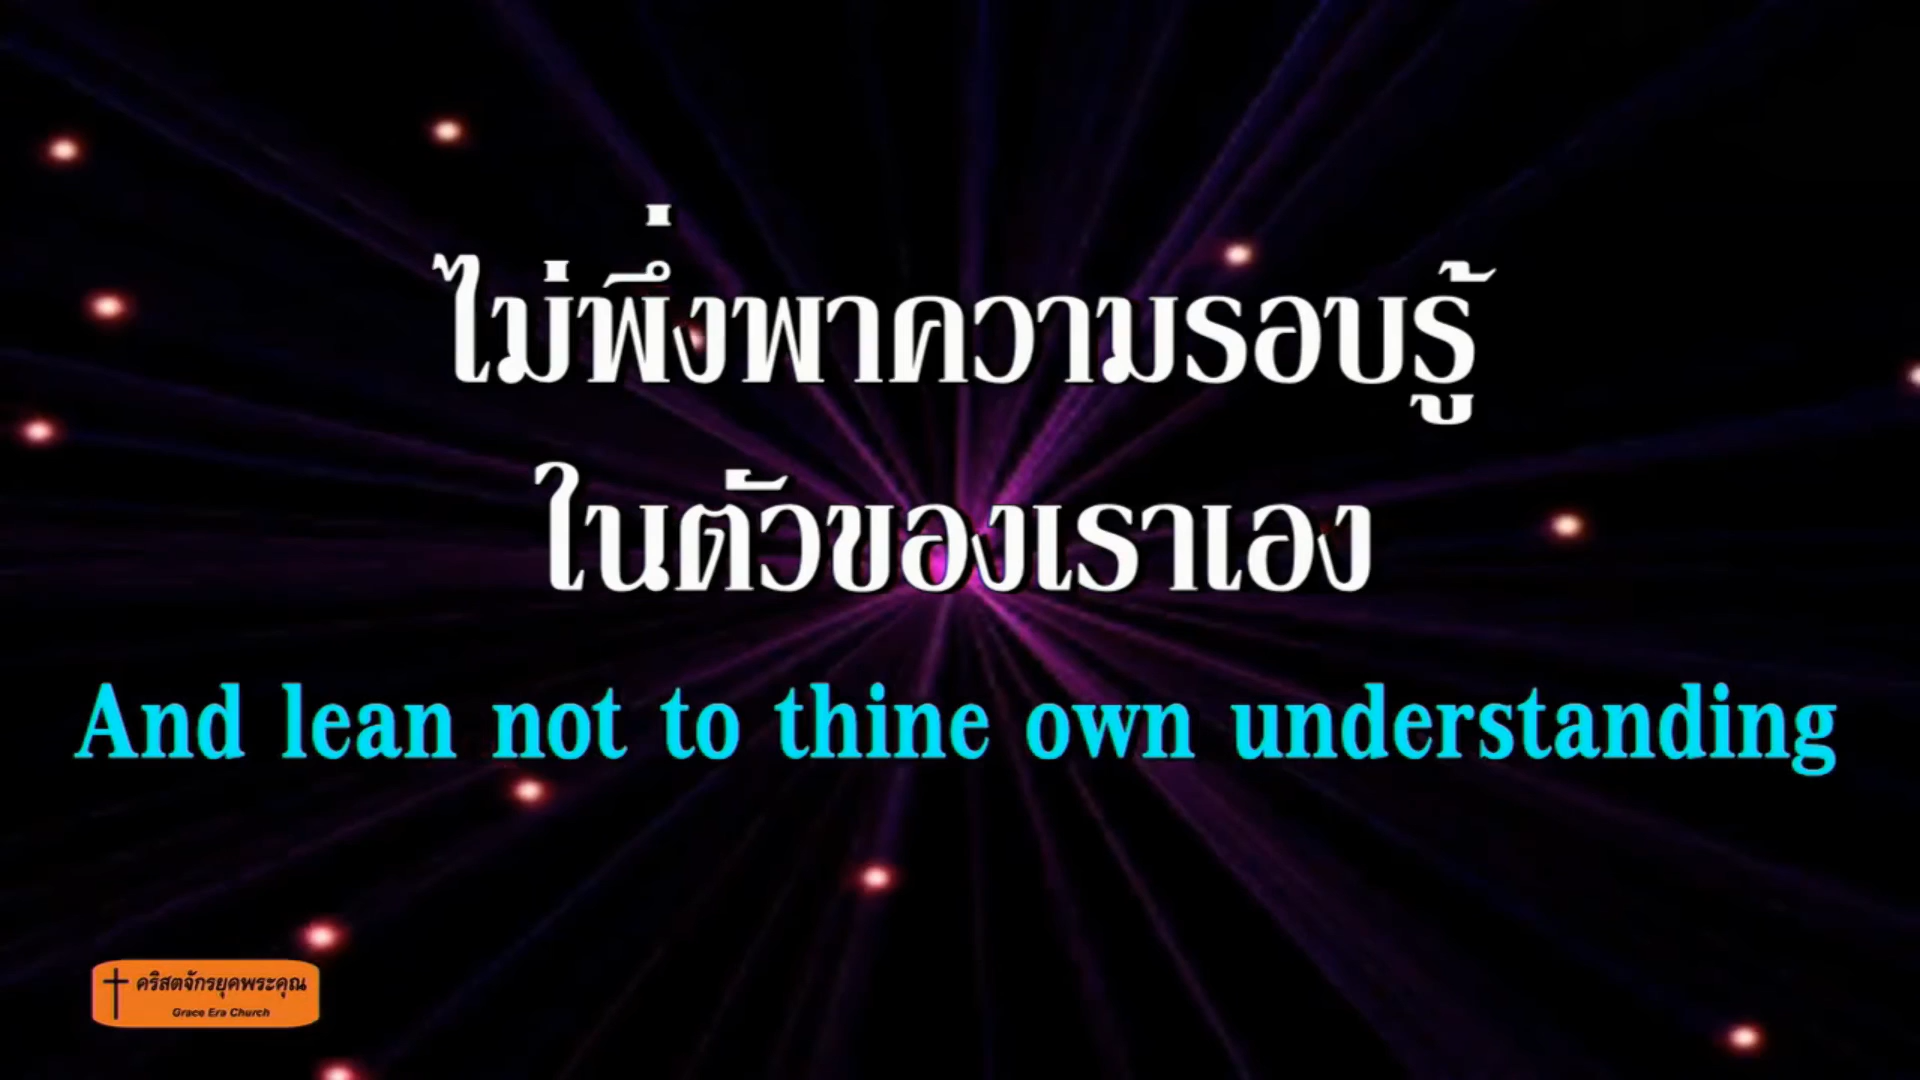 ไม่พึ่งพาความรอบรู้
ในตัวของเราเอง
And lean not to thine own understanding
คริสตจักรยุคพระคุณ
Grace Era Church